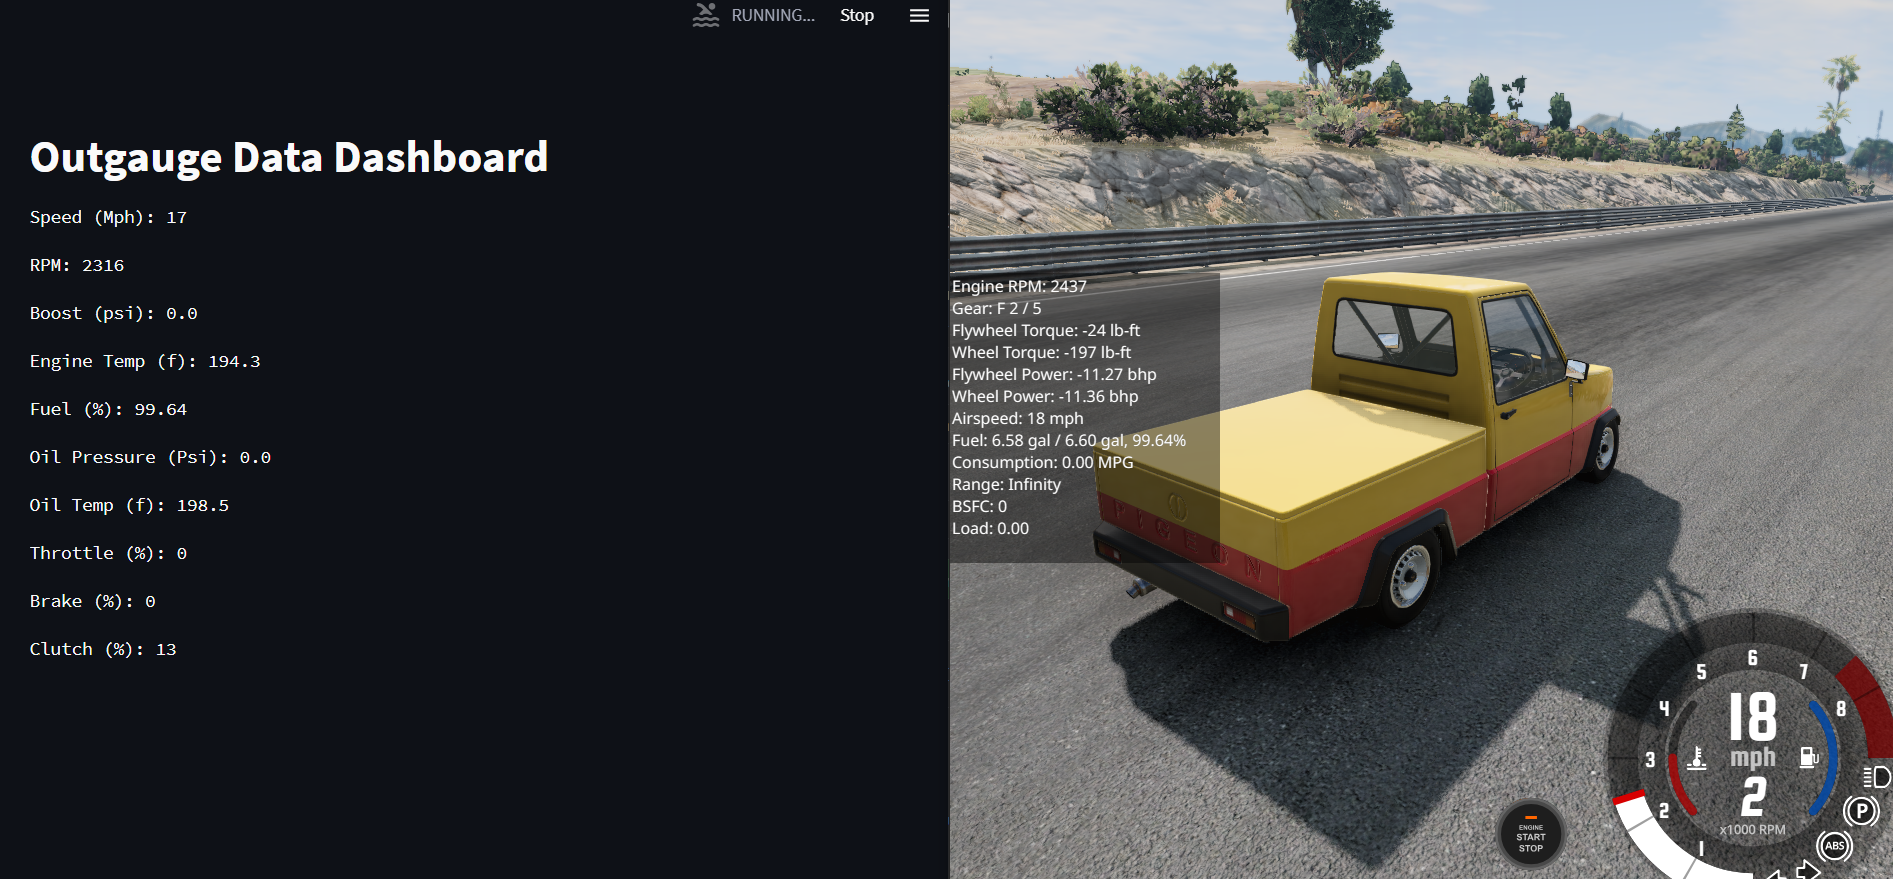 RUNNING...
Stop
Outgauge Data Dashboard
Speed (Mph): 17
RPM: 2316
Boost (psi): 0.0
Engine Temp (f): 194.3
Fuel (%): 99.64
Oil Pressure (Psi): 0.0
Oil Temp (f): 198.5
Throttle (%): 0
Brake (%): 0
Clutch (%): 13
Engine RPM: 2437
Gear: F 2 / 5
Flywheel Torque: -24 lb-ft
Wheel Torque: -197 lb-ft
Flywheel Power: -11.27 bhp
Wheel Power: -11.36 bhp
Airspeed: 18 mph
Fuel: 6.58 gal / 6.60 gal, 99.64%
Consumption: 0.00 MPG
Range: Infinity
BSFC: 0
Load: 0.00
PIGEON
ENGINE
START
STOP
1
2
3
4
5
6
7
8
18
mph
2
x1000 RPM
P
ABS